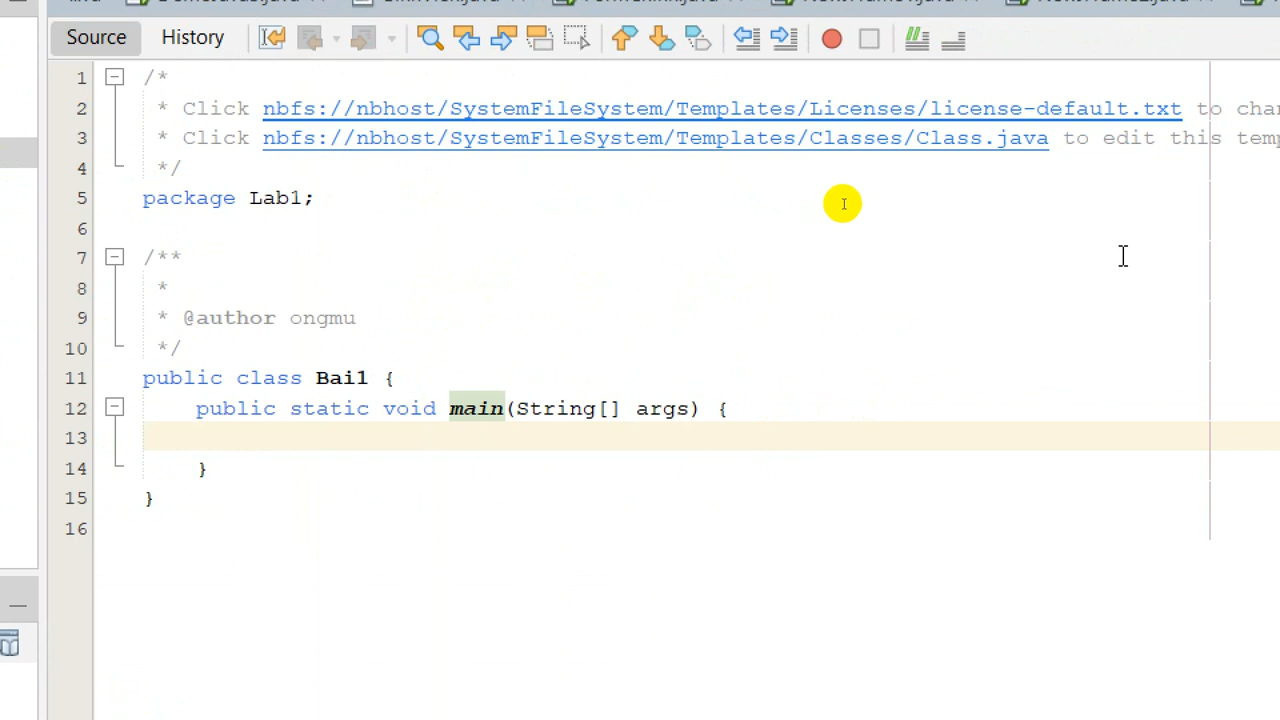 Source History
1 /*
2 * Click nbfs://nbhost/SystemFileSystem/Templates/Licenses/license-default.txt to
3 * Click nbfs://nbhost/SystemFileSystem/Templates/Classes/Class.java to edit this
4 */
5 package Lab1;
6
7 /**
8 *
9 * @author ongmu
10 */
11 public class Bai1 {
12 public static void main(String[] args) {
13
14 }
15 }
16